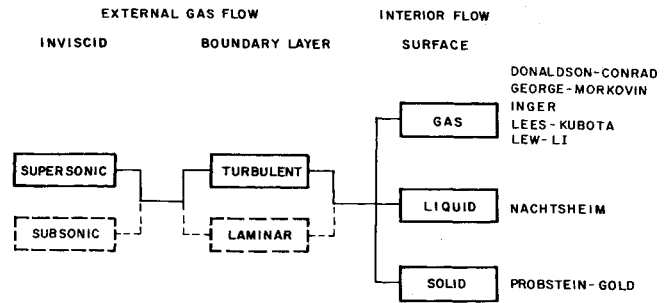 EXTERNAL GAS FLOW
INTERIOR FLOW
INVISCID
BOUNDARY LAYER
SURFACE
DONALDSON-CONRAD
GEORGE-MORKOVIN
INGER
LEES-KUBOTA
LEW-LI
GAS
SUPERSONIC
TURBULENT
LIQUID
NACHTSHEIM
SUBSONIC
LAMINAR
SOLID
PROBSTEIN-GOLD